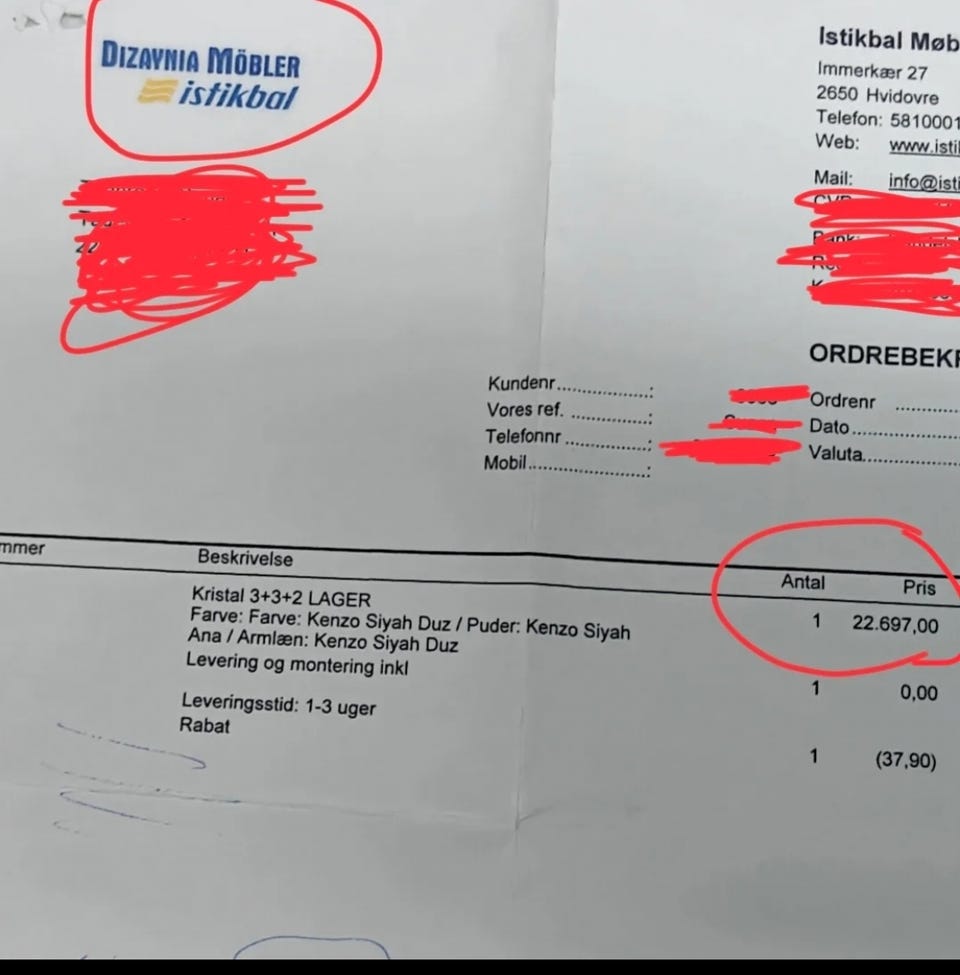 DIZAYNIA MÖBLER
istikbal
Istikbal Møb
Immerkær 27
2650 Hvidovre
Telefon: 5810001
Web: www.isti
Mail: info@isti
ORDREBEKR
Kundenr..............:
Vores ref. ............:
Telefonnr .............:
Mobil...................:
Ordrenr ..........
Dato................
Valuta..............
mmer Beskrivelse Antal Pris
Kristal 3+3+2 LAGER 1 22.697,00
Farve: Farve: Kenzo Siyah Duz / Puder: Kenzo Siyah
Ana / Armlæn: Kenzo Siyah Duz
Levering og montering inkl 1 0,00
Leveringsstid: 1-3 uger
Rabat 1 (37,90)